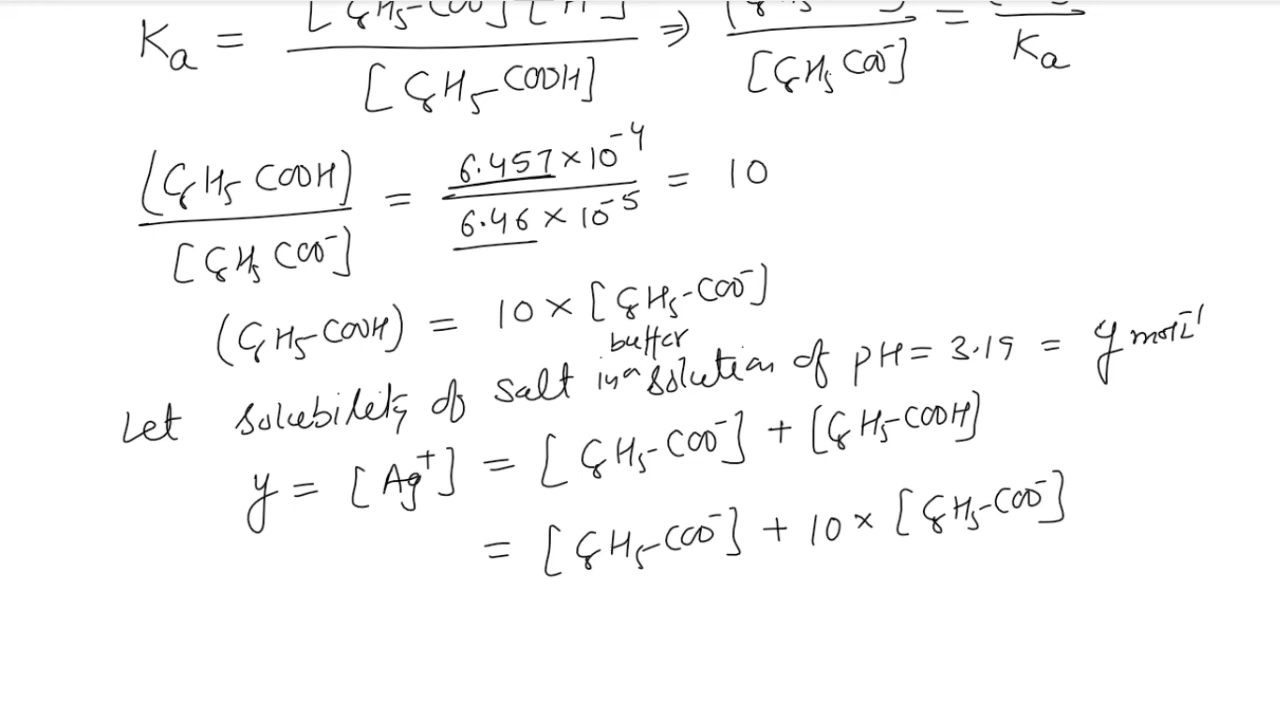 Ka = [C6H5-COO-] [H+] / [C6H5-COOH] ⇒ [C6H5 / [C6H5COO-] = / Ka
(C6H5COOH) / [C6H5COO-] = 6.457×10^-4 / 6.46×10^-5 = 10
(C6H5-COOH) = 10 × [C6H5-COO-]
buffer
Let solubility of salt in a solution of pH = 3.19 = y mol L^-1
y = [Ag+] = [C6H5-COO-] + [C6H5-COOH]
= [C6H5-COO-] + 10 × [C6H5-COO-]